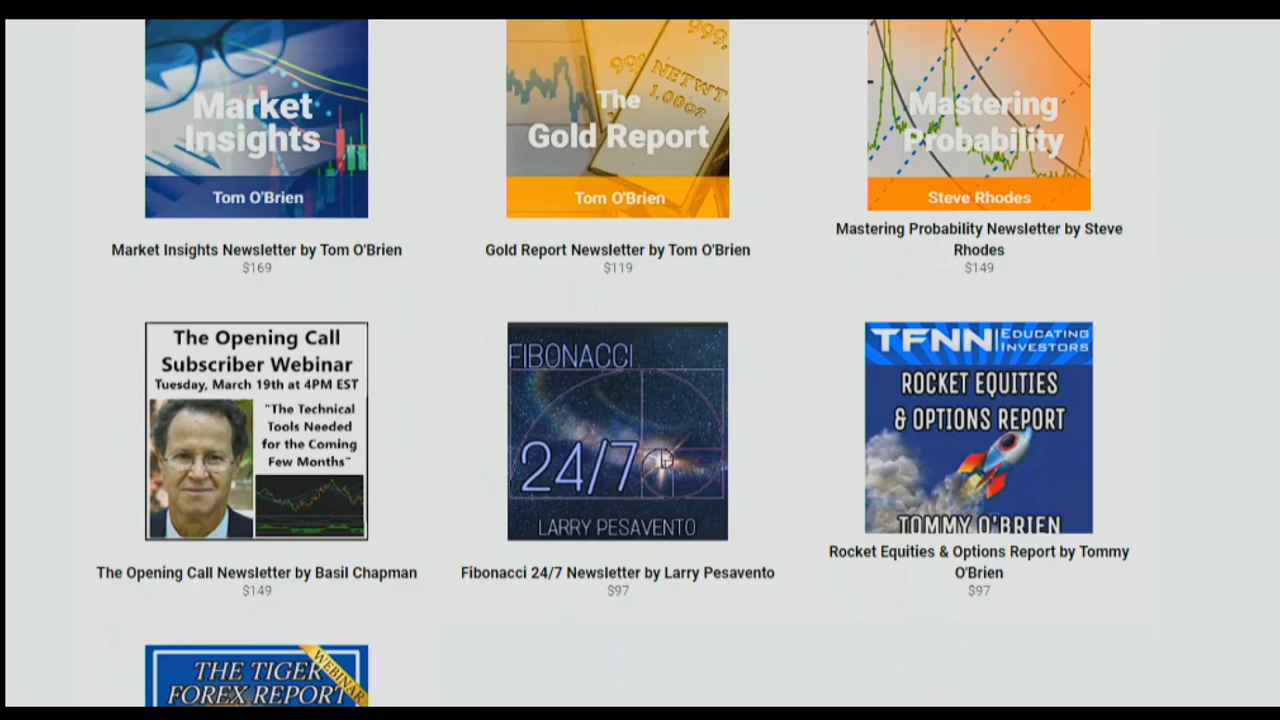 Market
Insights
Tom O'Brien
Market Insights Newsletter by Tom O'Brien
$169
999.
999
NETWT
1.00oz
The
Gold Report
Tom O'Brien
Gold Report Newsletter by Tom O'Brien
$119
Mastering
Probability
Steve Rhodes
Mastering Probability Newsletter by Steve
Rhodes
$149
The Opening Call
Subscriber Webinar
Tuesday, March 19th at 4PM EST
"The Technical
Tools Needed
for the Coming
Few Months"
The Opening Call Newsletter by Basil Chapman
$149
FIBONACCI
24/7
LARRY PESAVENTO
Fibonacci 24/7 Newsletter by Larry Pesavento
$97
TFNN EDUCATING
INVESTORS
ROCKET EQUITIES
& OPTIONS REPORT
TOMMY O'BRIEN
Rocket Equities & Options Report by Tommy
O'Brien
$97
THE TIGER
FOREX REPORT
WEBINAR